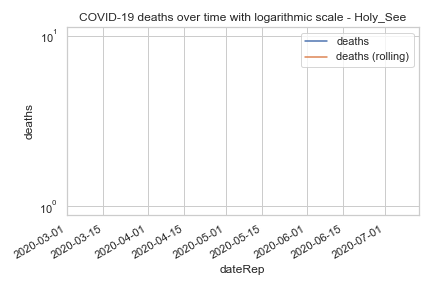 COVID-19 deaths over time with logarithmic scale - Holy_See
10¹
deaths
deaths (rolling)
deaths
10⁰
2020-03-01
2020-03-15
2020-04-01
2020-04-15
2020-05-01
2020-05-15
2020-06-01
2020-06-15
2020-07-01
dateRep